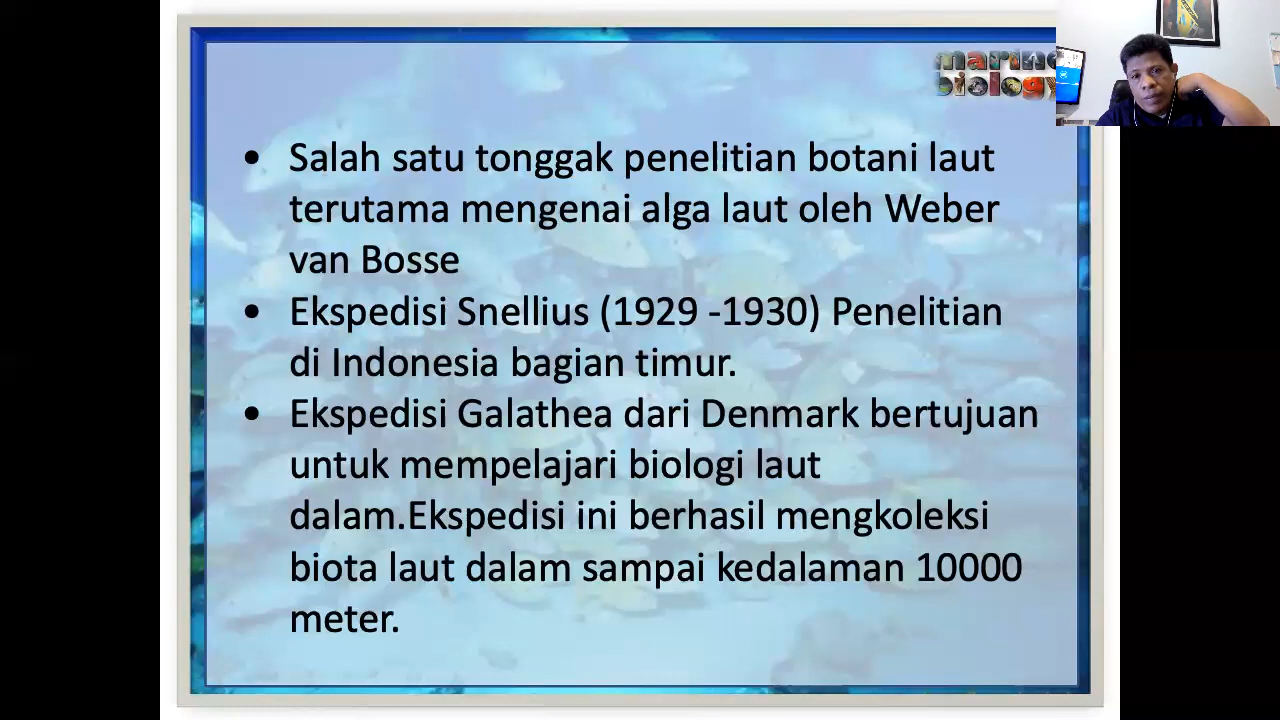 marine
biology
• Salah satu tonggak penelitian botani laut
terutama mengenai alga laut oleh Weber
van Bosse
• Ekspedisi Snellius (1929 -1930) Penelitian
di Indonesia bagian timur.
• Ekspedisi Galathea dari Denmark bertujuan
untuk mempelajari biologi laut
dalam.Ekspedisi ini berhasil mengkoleksi
biota laut dalam sampai kedalaman 10000
meter.